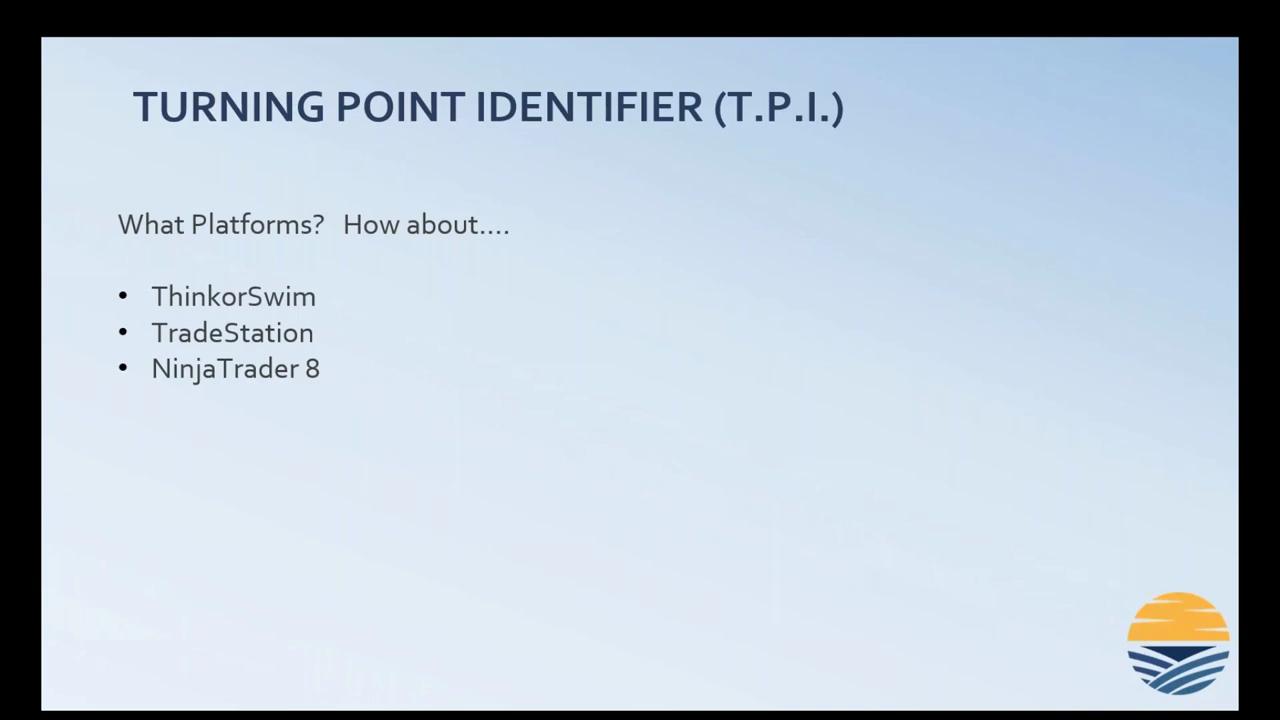 TURNING POINT IDENTIFIER (T.P.I.)
What Platforms? How about....
• ThinkorSwim
• TradeStation
• NinjaTrader 8